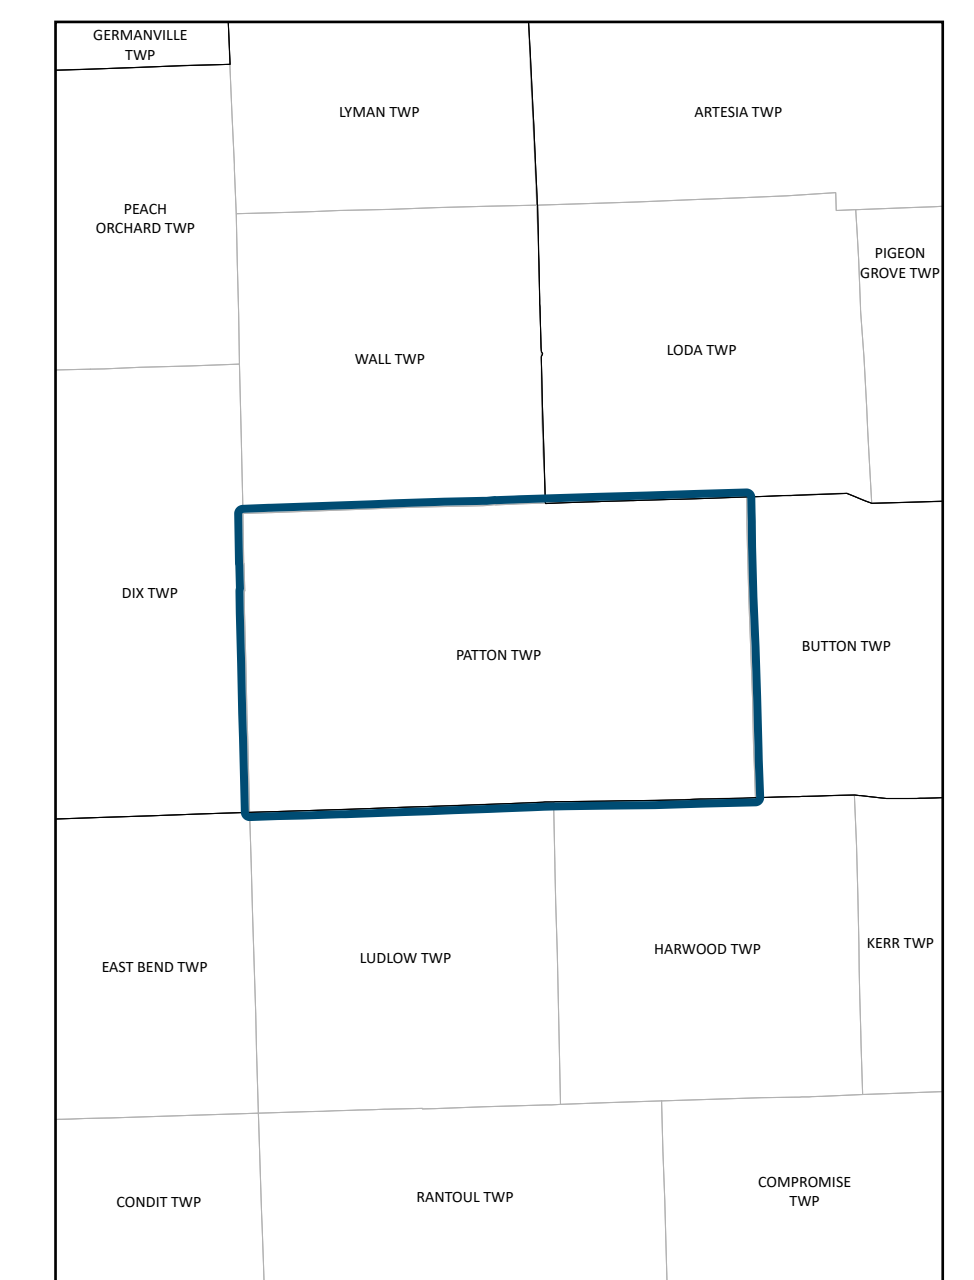 GERMANVILLE
TWP
LYMAN TWP
ARTESIA TWP
PEACH
ORCHARD TWP
PIGEON
GROVE TWP
WALL TWP
LODA TWP
DIX TWP
PATTON TWP
BUTTON TWP
EAST BEND TWP
LUDLOW TWP
HARWOOD TWP
KERR TWP
CONDIT TWP
RANTOUL TWP
COMPROMISE
TWP